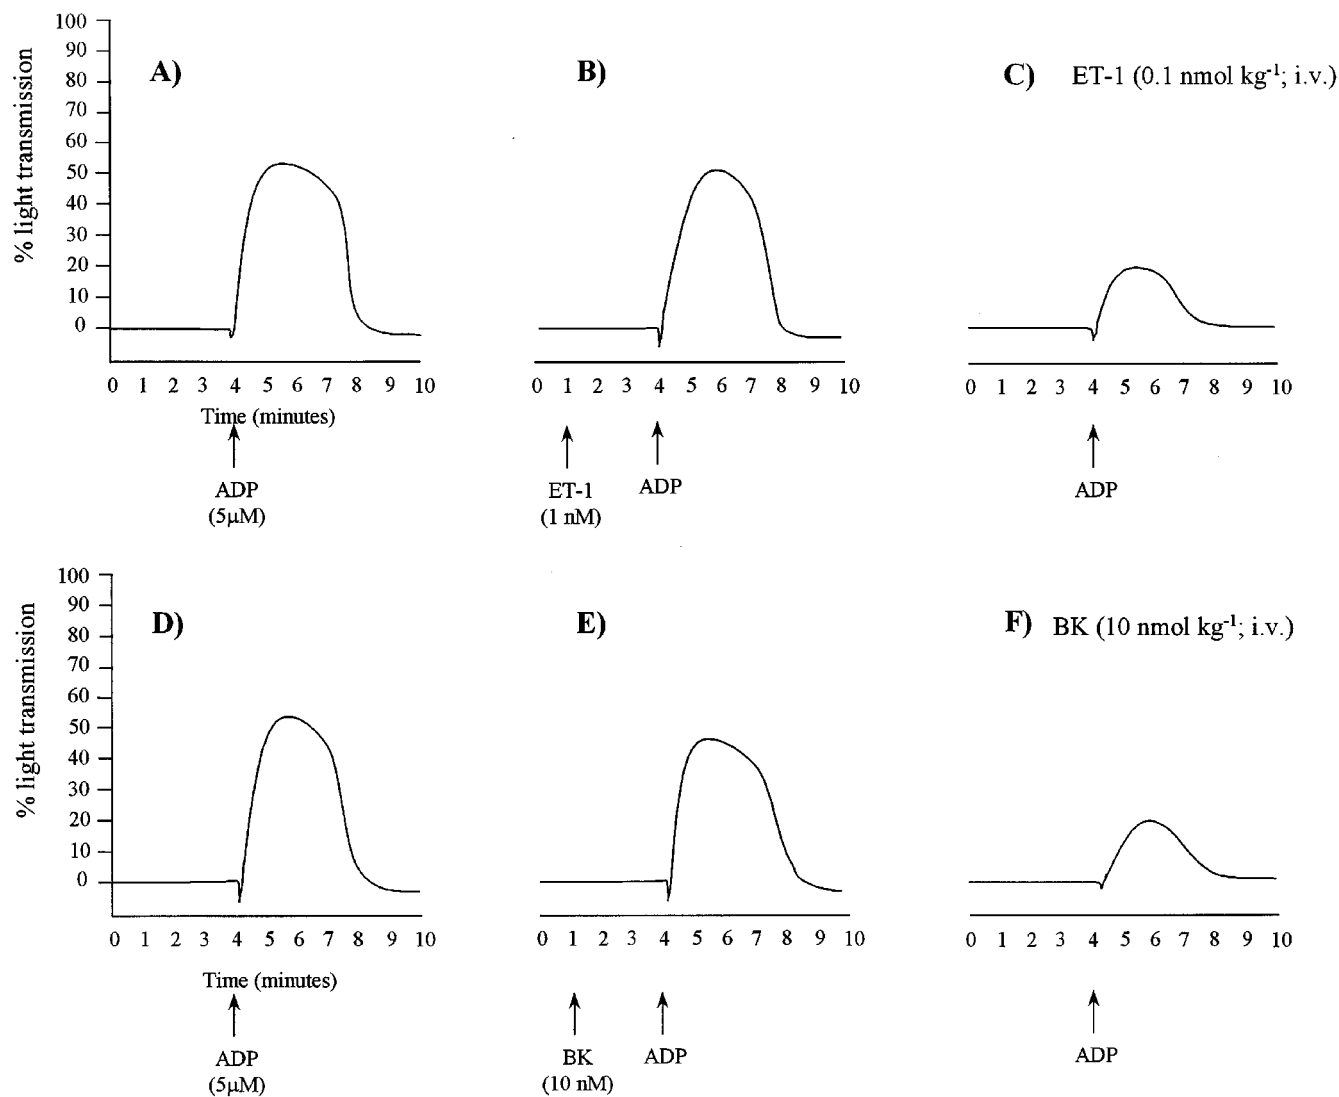 A)
B)
C) ET-1 (0.1 nmol kg⁻¹; i.v.)
% light transmission
100
90
80
70
60
50
40
30
20
10
0
0 1 2 3 4 5 6 7 8 9 10
0 1 2 3 4 5 6 7 8 9 10
0 1 2 3 4 5 6 7 8 9 10
Time (minutes)
ADP
(5μM)
ET-1
(1 nM)
ADP
ADP
D)
E)
F) BK (10 nmol kg⁻¹; i.v.)
% light transmission
100
90
80
70
60
50
40
30
20
10
0
0 1 2 3 4 5 6 7 8 9 10
0 1 2 3 4 5 6 7 8 9 10
0 1 2 3 4 5 6 7 8 9 10
Time (minutes)
ADP
(5μM)
BK
(10 nM)
ADP
ADP